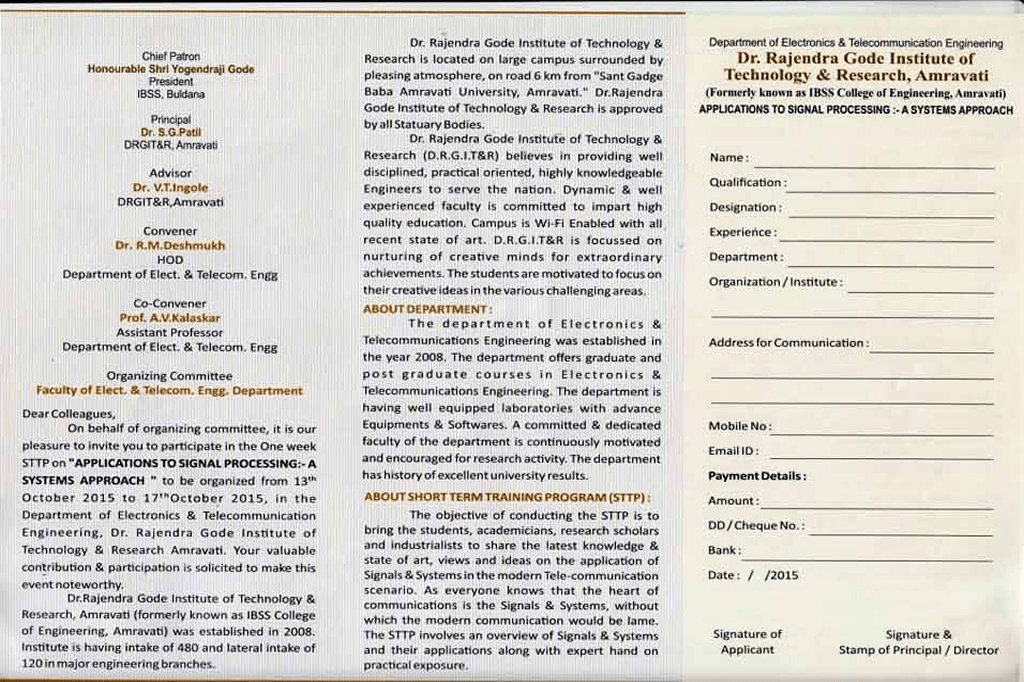 Chief Patron
Honourable Shri Yogendraji Gode
President
IBSS, Buldana
Principal
Dr. S.G.Patil
DRGIT&R, Amravati
Advisor
Dr. V.T.Ingole
DRGIT&R,Amravati
Convener
Dr. R.M.Deshmukh
HOD
Department of Elect. & Telecom. Engg
Co-Convener
Prof. A.V.Kalaskar
Assistant Professor
Department of Elect. & Telecom. Engg
Organizing Committee
Faculty of Elect. & Telecom. Engg. Department
Dear Colleagues,
On behalf of organizing committee, it is our
pleasure to invite you to participate in the One week
STTP on "APPLICATIONS TO SIGNAL PROCESSING:- A
SYSTEMS APPROACH " to be organized from 13th
October 2015 to 17th October 2015, in the
Department of Electronics & Telecommunication
Engineering, Dr. Rajendra Gode Institute of
Technology & Research Amravati. Your valuable
contribution & participation is solicited to make this
event noteworthy.
Dr.Rajendra Gode Institute of Technology &
Research, Amravati (formerly known as IBSS College
of Engineering, Amravati) was established in 2008.
Institute is having intake of 480 and lateral intake of
120 in major engineering branches.
Dr. Rajendra Gode Institute of Technology &
Research is located on large campus surrounded by
pleasing atmosphere, on road 6 km from "Sant Gadge
Baba Amravati University, Amravati." Dr.Rajendra
Gode Institute of Technology & Research is approved
by all Statuary Bodies.
Dr. Rajendra Gode Institute of Technology &
Research (D.R.G.I.T&R) believes in providing well
disciplined, practical oriented, highly knowledgeable
Engineers to serve the nation. Dynamic & well
experienced faculty is committed to impart high
quality education. Campus is Wi-Fi Enabled with all
recent state of art. D.R.G.I.T&R is focussed on
nurturing of creative minds for extraordinary
achievements. The students are motivated to focus on
their creative ideas in the various challenging areas.
ABOUT DEPARTMENT :
The department of Electronics &
Telecommunications Engineering was established in
the year 2008. The department offers graduate and
post graduate courses in Electronics &
Telecommunications Engineering. The department is
having well equipped laboratories with advance
Equipments & Softwares. A committed & dedicated
faculty of the department is continuously motivated
and encouraged for research activity. The department
has history of excellent university results.
ABOUT SHORT TERM TRAINING PROGRAM (STTP) :
The objective of conducting the STTP is to
bring the students, academicians, research scholars
and industrialists to share the latest knowledge &
state of art, views and ideas on the application of
Signals & Systems in the modern Tele-communication
scenario. As everyone knows that the heart of
communications is the Signals & Systems, without
which the modern communication would be lame.
The STTP involves an overview of Signals & Systems
and their applications along with expert hand on
practical exposure.
Department of Electronics & Telecommunication Engineering
Dr. Rajendra Gode Institute of
Technology & Research, Amravati
(Formerly known as IBSS College of Engineering, Amravati)
APPLICATIONS TO SIGNAL PROCESSING :- A SYSTEMS APPROACH
Name :
Qualification :
Designation :
Experience :
Department :
Organization / Institute :
Address for Communication :
Mobile No :
Email ID :
Payment Details :
Amount :
DD / Cheque No. :
Bank :
Date : / /2015
Signature of
Applicant
Signature &
Stamp of Principal / Director